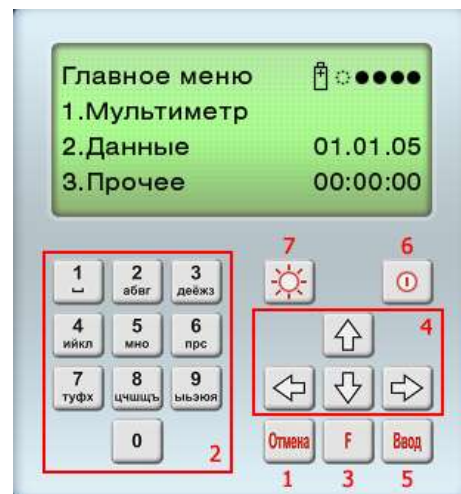 Главное меню
1.Мультиметр
2.Данные 01.01.05
3.Прочее 00:00:00
7 6
1 2 3
абвг деёжз
4
4 5 6
ийкл мно прс
7 8 9
туфх цчшщъ ыьэюя
0
2
Отмена F Ввод
1 3 5